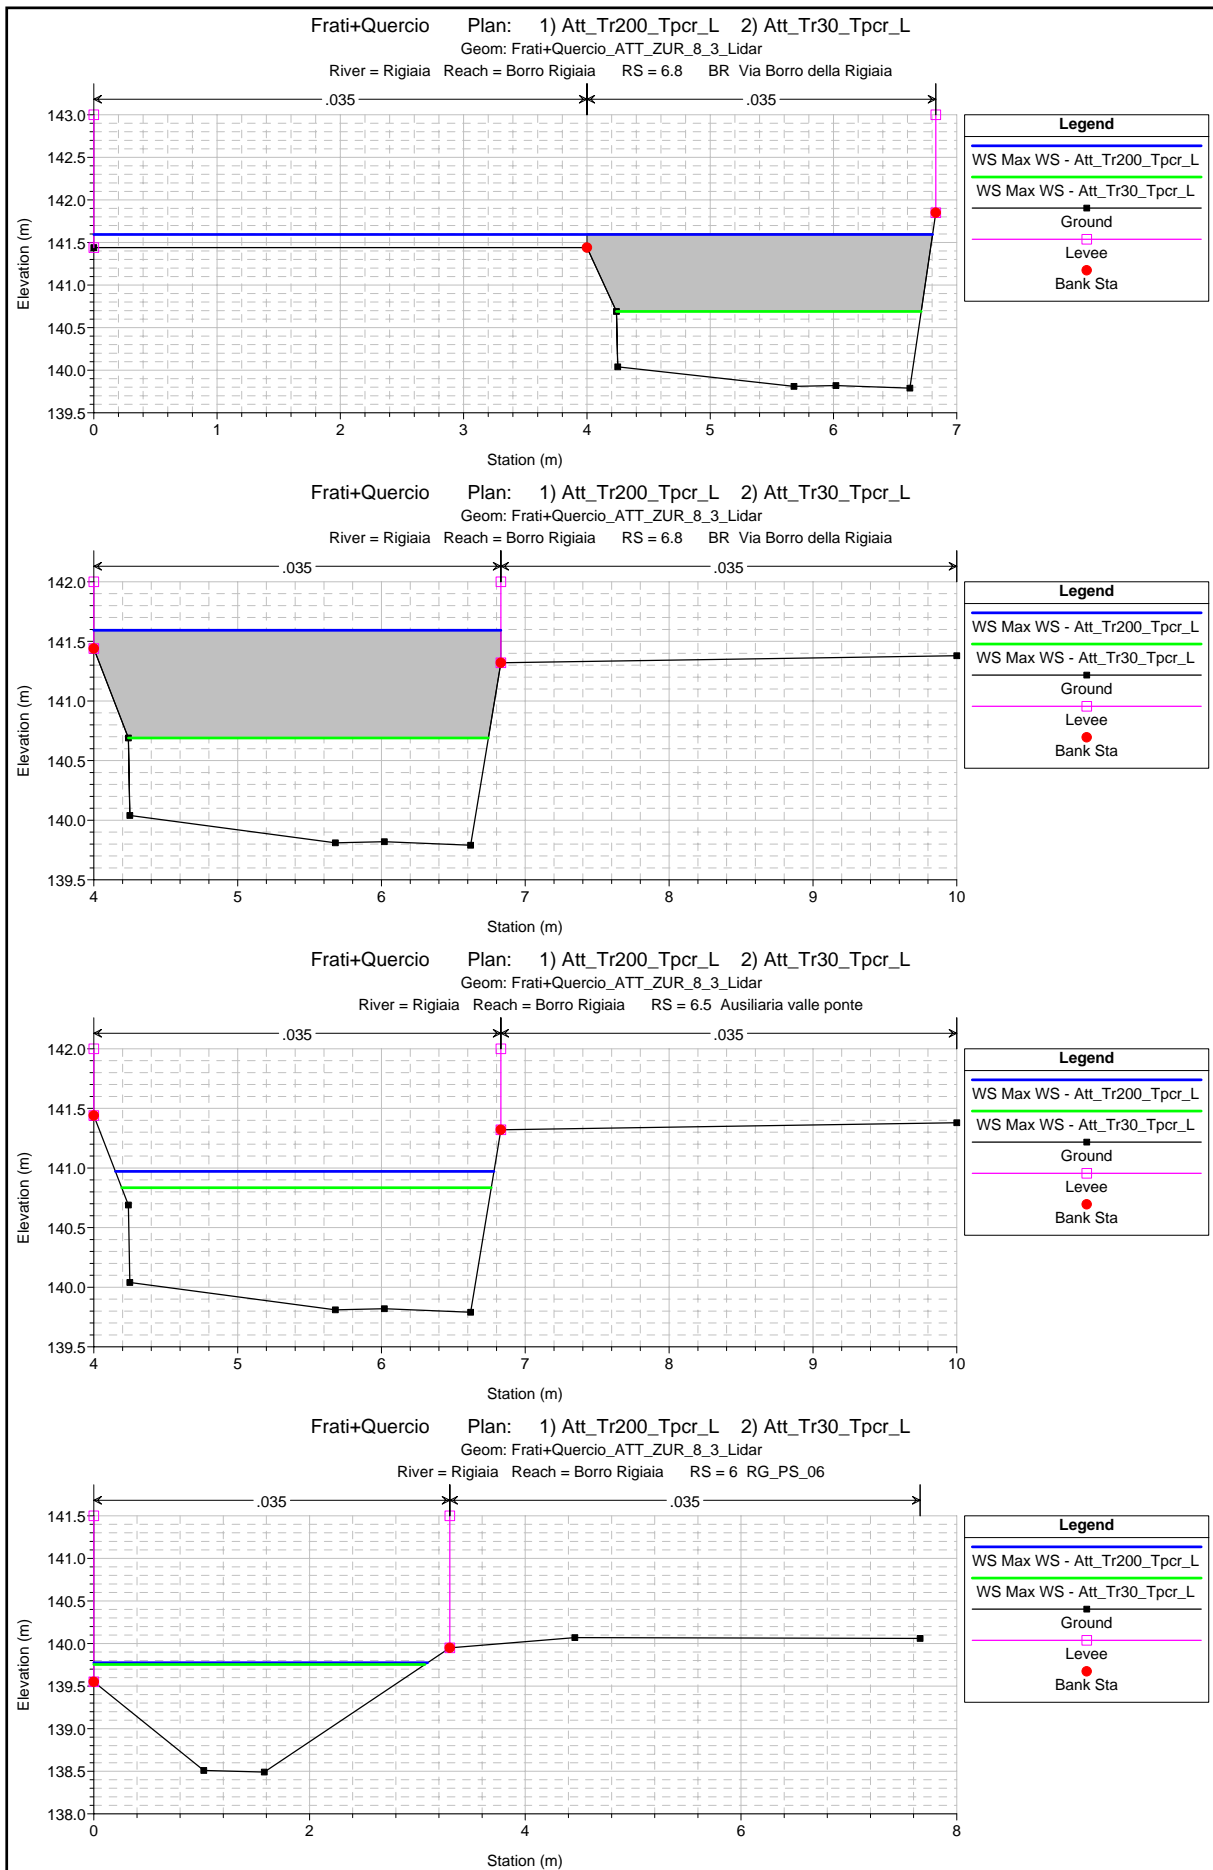 Frati+Quercio Plan: 1) Att_Tr200_Tpcr_L 2) Att_Tr30_Tpcr_L
Geom: Frati+Quercio_ATT_ZUR_8_3_Lidar
River = Rigiaia Reach = Borro Rigiaia RS = 6.8 BR Via Borro della Rigiaia
.035 .035
143.0
142.5
142.0
141.5
141.0
140.5
140.0
139.5
Elevation (m)
0 1 2 3 4 5 6 7
Station (m)
Legend
WS Max WS - Att_Tr200_Tpcr_L
WS Max WS - Att_Tr30_Tpcr_L
Ground
Levee
Bank Sta
Frati+Quercio Plan: 1) Att_Tr200_Tpcr_L 2) Att_Tr30_Tpcr_L
Geom: Frati+Quercio_ATT_ZUR_8_3_Lidar
River = Rigiaia Reach = Borro Rigiaia RS = 6.8 BR Via Borro della Rigiaia
.035 .035
142.0
141.5
141.0
140.5
140.0
139.5
Elevation (m)
4 5 6 7 8 9 10
Station (m)
Legend
WS Max WS - Att_Tr200_Tpcr_L
WS Max WS - Att_Tr30_Tpcr_L
Ground
Levee
Bank Sta
Frati+Quercio Plan: 1) Att_Tr200_Tpcr_L 2) Att_Tr30_Tpcr_L
Geom: Frati+Quercio_ATT_ZUR_8_3_Lidar
River = Rigiaia Reach = Borro Rigiaia RS = 6.5 Ausiliaria valle ponte
.035 .035
142.0
141.5
141.0
140.5
140.0
139.5
Elevation (m)
4 5 6 7 8 9 10
Station (m)
Legend
WS Max WS - Att_Tr200_Tpcr_L
WS Max WS - Att_Tr30_Tpcr_L
Ground
Levee
Bank Sta
Frati+Quercio Plan: 1) Att_Tr200_Tpcr_L 2) Att_Tr30_Tpcr_L
Geom: Frati+Quercio_ATT_ZUR_8_3_Lidar
River = Rigiaia Reach = Borro Rigiaia RS = 6 RG_PS_06
.035 .035
141.5
141.0
140.5
140.0
139.5
139.0
138.5
138.0
Elevation (m)
0 2 4 6 8
Station (m)
Legend
WS Max WS - Att_Tr200_Tpcr_L
WS Max WS - Att_Tr30_Tpcr_L
Ground
Levee
Bank Sta